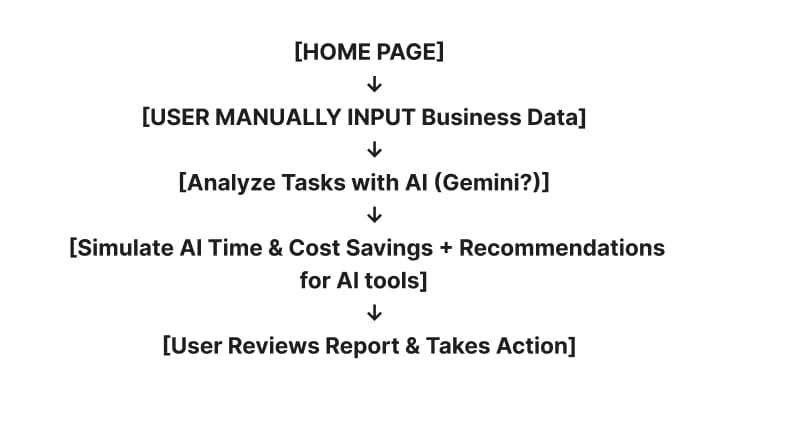 [HOME PAGE]
↓
[USER MANUALLY INPUT Business Data]
↓
[Analyze Tasks with AI (Gemini?)]
↓
[Simulate AI Time & Cost Savings + Recommendations
for AI tools]
↓
[User Reviews Report & Takes Action]